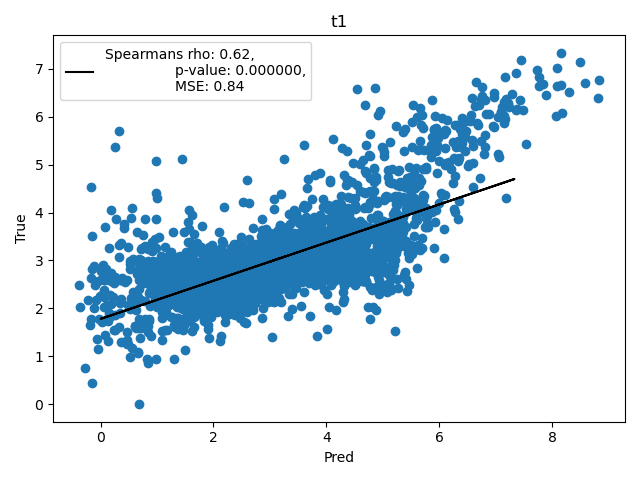 t1
Spearmans rho: 0.62,
p-value: 0.000000,
MSE: 0.84
True
7
6
5
4
3
2
1
0
0 2 4 6 8
Pred